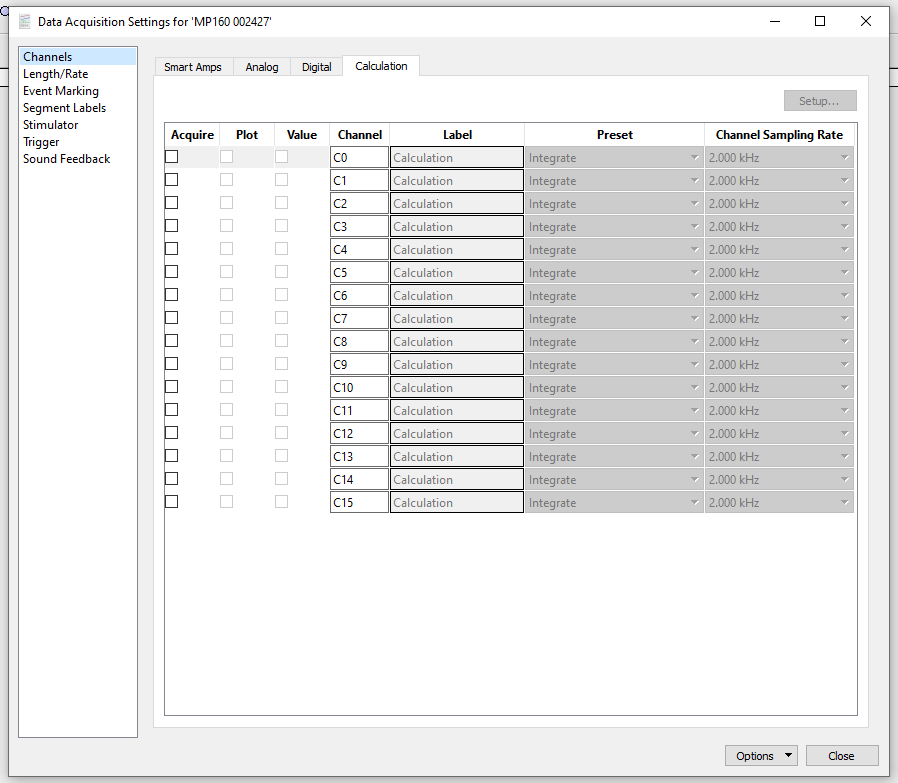 Data Acquisition Settings for 'MP160 002427'
Channels
Length/Rate
Event Marking
Segment Labels
Stimulator
Trigger
Sound Feedback
Smart Amps Analog Digital Calculation
Setup...
Acquire Plot Value Channel Label Preset Channel Sampling Rate
C0 Calculation Integrate 2.000 kHz
C1 Calculation Integrate 2.000 kHz
C2 Calculation Integrate 2.000 kHz
C3 Calculation Integrate 2.000 kHz
C4 Calculation Integrate 2.000 kHz
C5 Calculation Integrate 2.000 kHz
C6 Calculation Integrate 2.000 kHz
C7 Calculation Integrate 2.000 kHz
C8 Calculation Integrate 2.000 kHz
C9 Calculation Integrate 2.000 kHz
C10 Calculation Integrate 2.000 kHz
C11 Calculation Integrate 2.000 kHz
C12 Calculation Integrate 2.000 kHz
C13 Calculation Integrate 2.000 kHz
C14 Calculation Integrate 2.000 kHz
C15 Calculation Integrate 2.000 kHz
Options Close